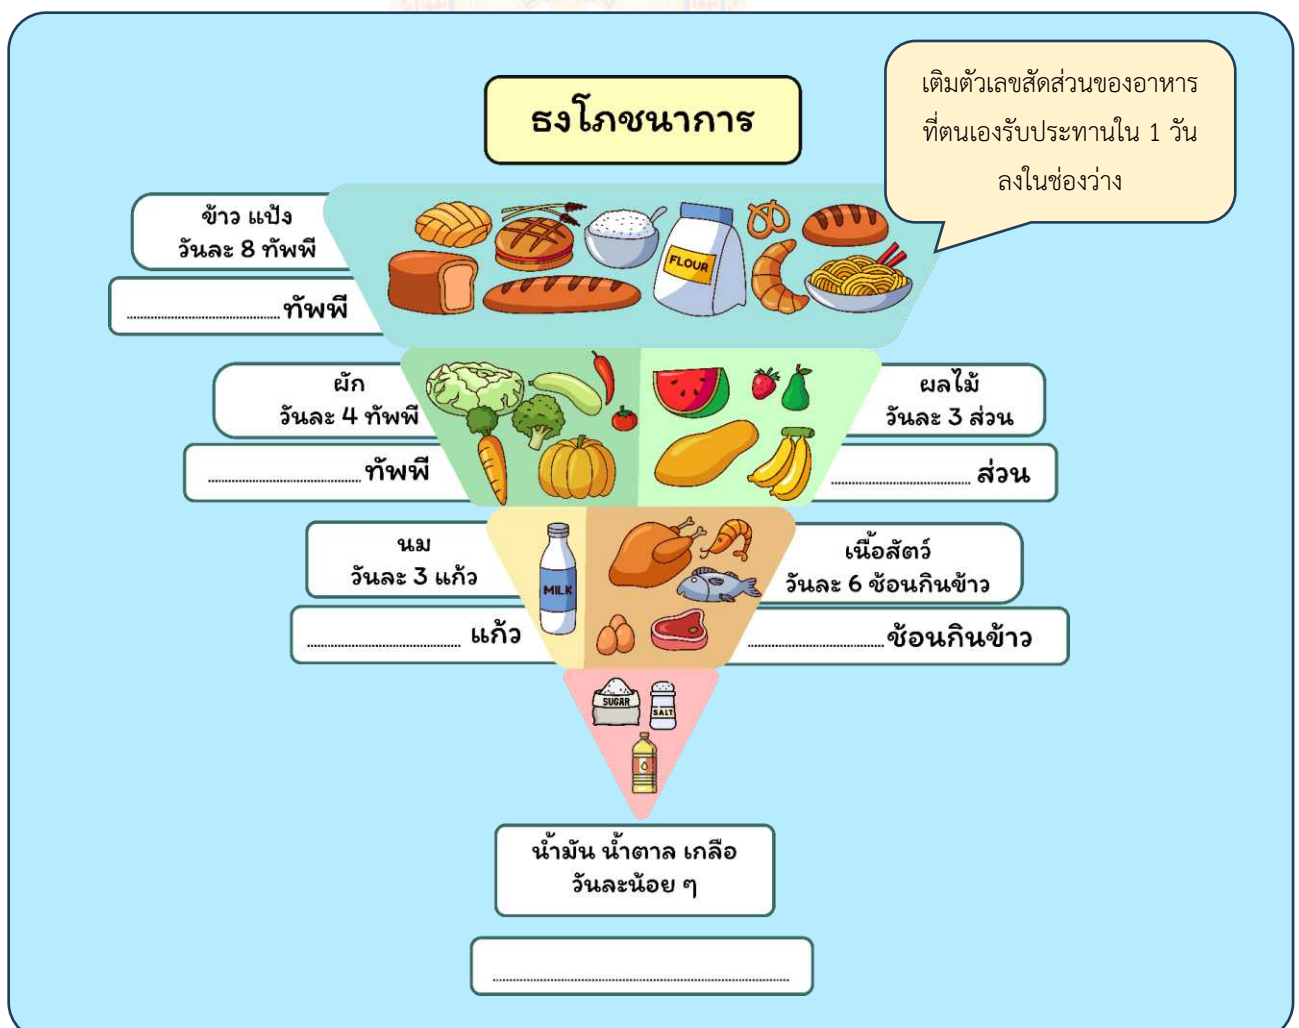 ธงโภชนาการ
เติมตัวเลขสัดส่วนของอาหาร
ที่ตนเองรับประทานใน 1 วัน
ลงในช่องว่าง
ข้าว แป้ง
วันละ 8 ทัพพี
ทัพพี
FLOUR
ผัก
วันละ 4 ทัพพี
ทัพพี
ผลไม้
วันละ 3 ส่วน
ส่วน
นม
วันละ 3 แก้ว
แก้ว
MILK
เนื้อสัตว์
วันละ 6 ช้อนกินข้าว
ช้อนกินข้าว
SUGAR
SALT
น้ำมัน น้ำตาล เกลือ
วันละน้อย ๆ